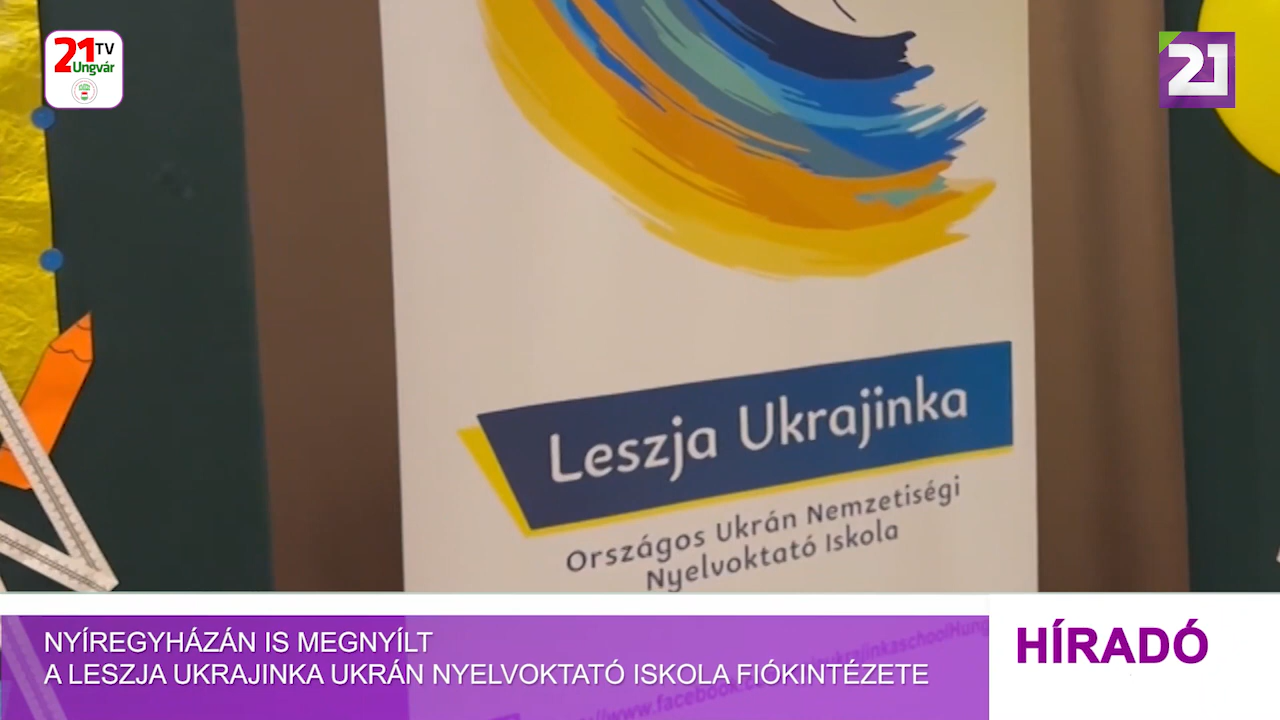 21 TV
Ungvár
21
Leszja Ukrajinka
Országos Ukrán Nemzetiségi
Nyelvoktató Iskola
NYÍREGYHÁZÁN IS MEGNYÍLT
A LESZJA UKRAJINKA UKRÁN NYELVOKTATÓ ISKOLA FIÓKINTÉZETE
HÍRADÓ